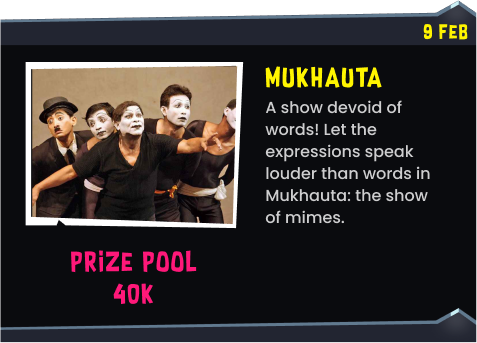 9 FEB
MUKHAUTA
A show devoid of
words! Let the
expressions speak
louder than words in
Mukhauta: the show
of mimes.
PRiZE POOL
40K